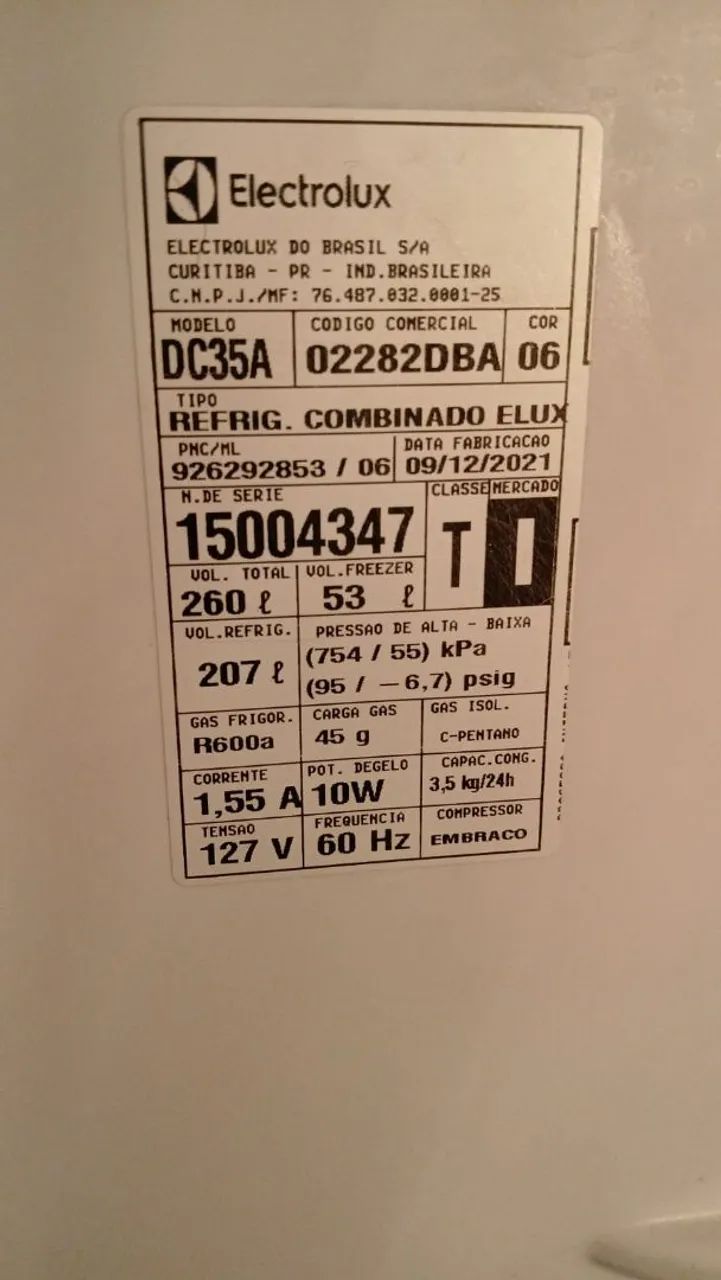 Electrolux
ELECTROLUX DO BRASIL S/A
CURITIBA - PR - IND.BRASILEIRA
C.N.P.J./MF: 76.487.032.0001-25
MODELO CODIGO COMERCIAL COR
DC35A 02282DBA 06
TIPO
REFRIG. COMBINADO ELUX
PNC/ML DATA FABRICACAO
926292853 / 06 09/12/2021
N.DE SERIE CLASSE MERCADO
15004347 T I
VOL. TOTAL VOL.FREEZER
260 ℓ 53 ℓ
VOL.REFRIG. PRESSAO DE ALTA - BAIXA
207 ℓ (754 / 55) kPa
(95 / -6,7) psig
GAS FRIGOR. CARGA GAS GAS ISOL.
R600a 45 g C-PENTANO
CORRENTE POT. DEGELO CAPAC.CONG.
1,55 A 10W 3,5 kg/24h
TENSAO FREQUENCIA COMPRESSOR
127 V 60 Hz EMBRACO